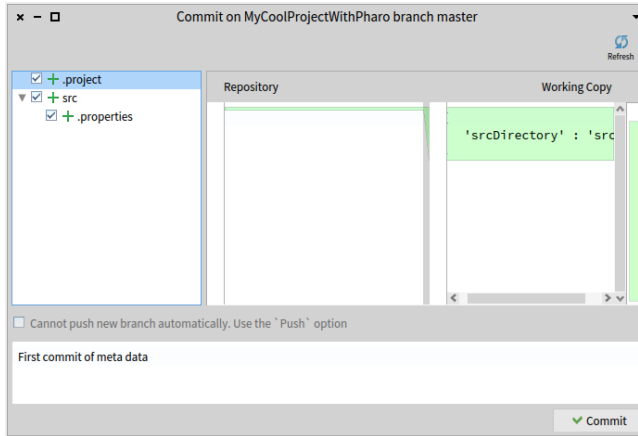 Commit on MyCoolProjectWithPharo branch master
Refresh
.project
src
.properties
Repository
Working Copy
'srcDirectory' : 'src
Cannot push new branch automatically. Use the `Push` option
First commit of meta data
Commit